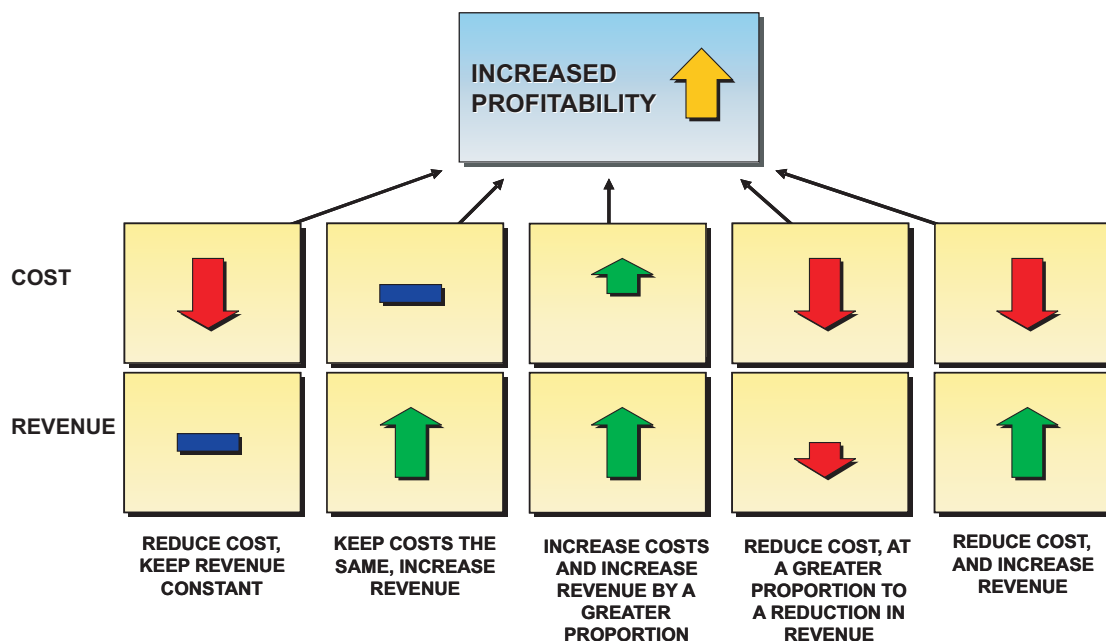 INCREASED
PROFITABILITY
COST
REVENUE
REDUCE COST,
KEEP REVENUE
CONSTANT
KEEP COSTS THE
SAME, INCREASE
REVENUE
INCREASE COSTS
AND INCREASE
REVENUE BY A
GREATER
PROPORTION
REDUCE COST, AT
A GREATER
PROPORTION TO
A REDUCTION IN
REVENUE
REDUCE COST,
AND INCREASE
REVENUE